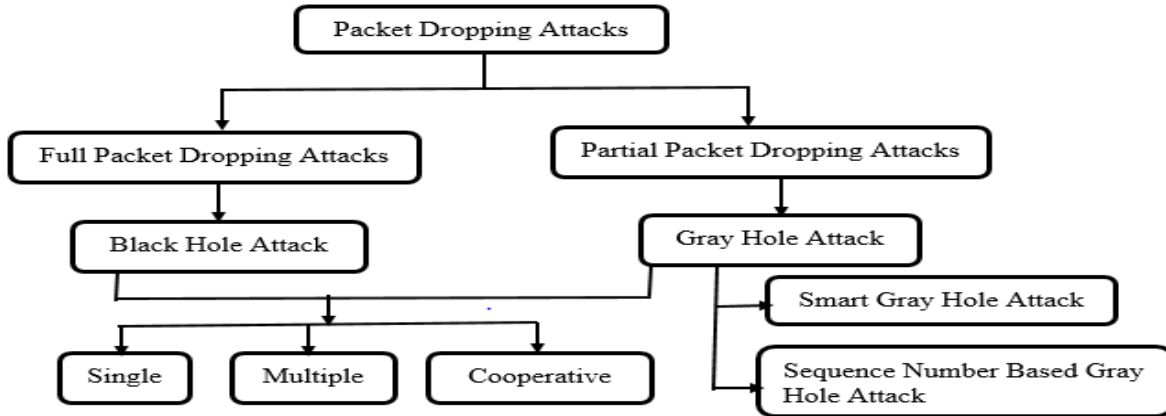 Packet Dropping Attacks
Full Packet Dropping Attacks
Partial Packet Dropping Attacks
Black Hole Attack
Gray Hole Attack
Smart Gray Hole Attack
Single
Multiple
Cooperative
Sequence Number Based Gray
Hole Attack